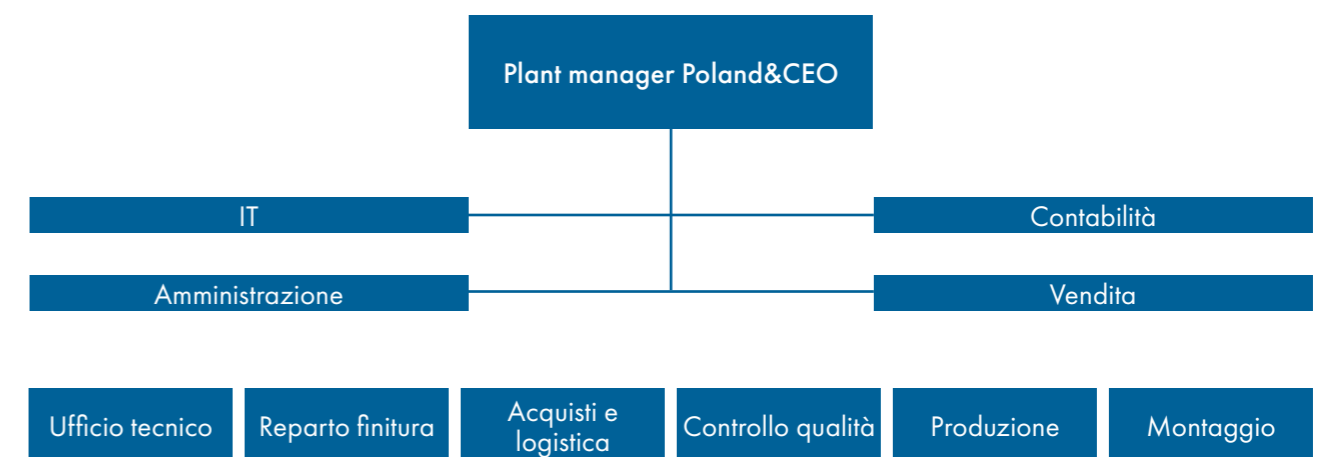 Plant manager Poland&CEO
IT
Contabilità
Amministrazione
Vendita
Ufficio tecnico
Reparto finitura
Acquisti e
logistica
Controllo qualità
Produzione
Montaggio